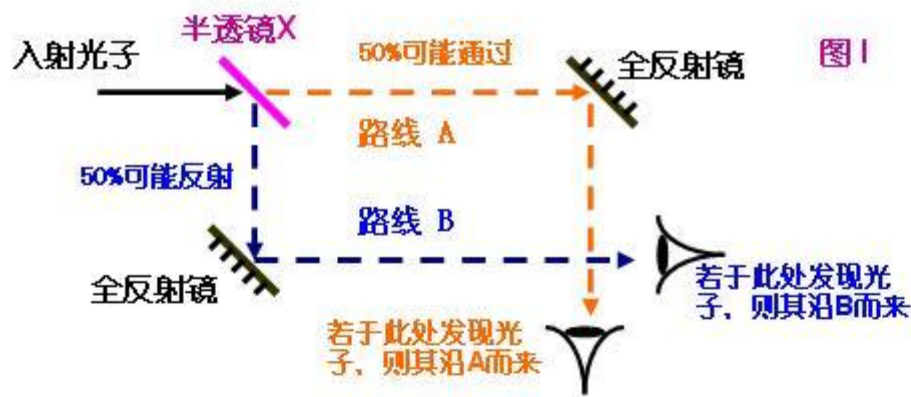 半透镜X
50%可能通过
全反射镜
图1
入射光子
路线 A
50%可能反射
路线 B
全反射镜
若于此处发现光
子、则其沿B而来
若于此处发现光
子、则其沿A而来